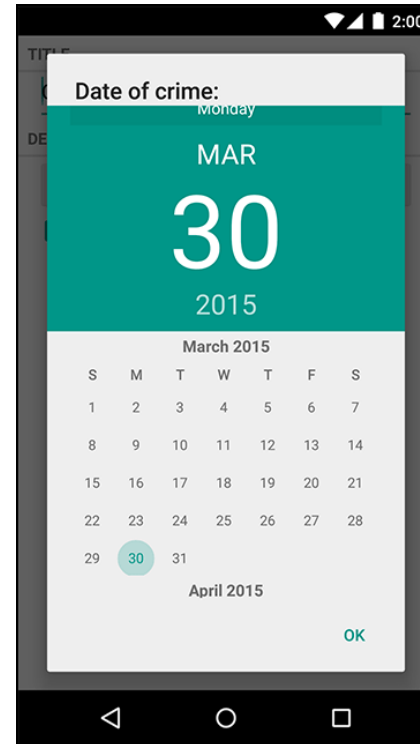 2:00
TITLE
Date of crime:
Monday
DE
MAR
30
2015
March 2015
S M T W T F S
1 2 3 4 5 6 7
8 9 10 11 12 13 14
15 16 17 18 19 20 21
22 23 24 25 26 27 28
29 30 31
April 2015
OK